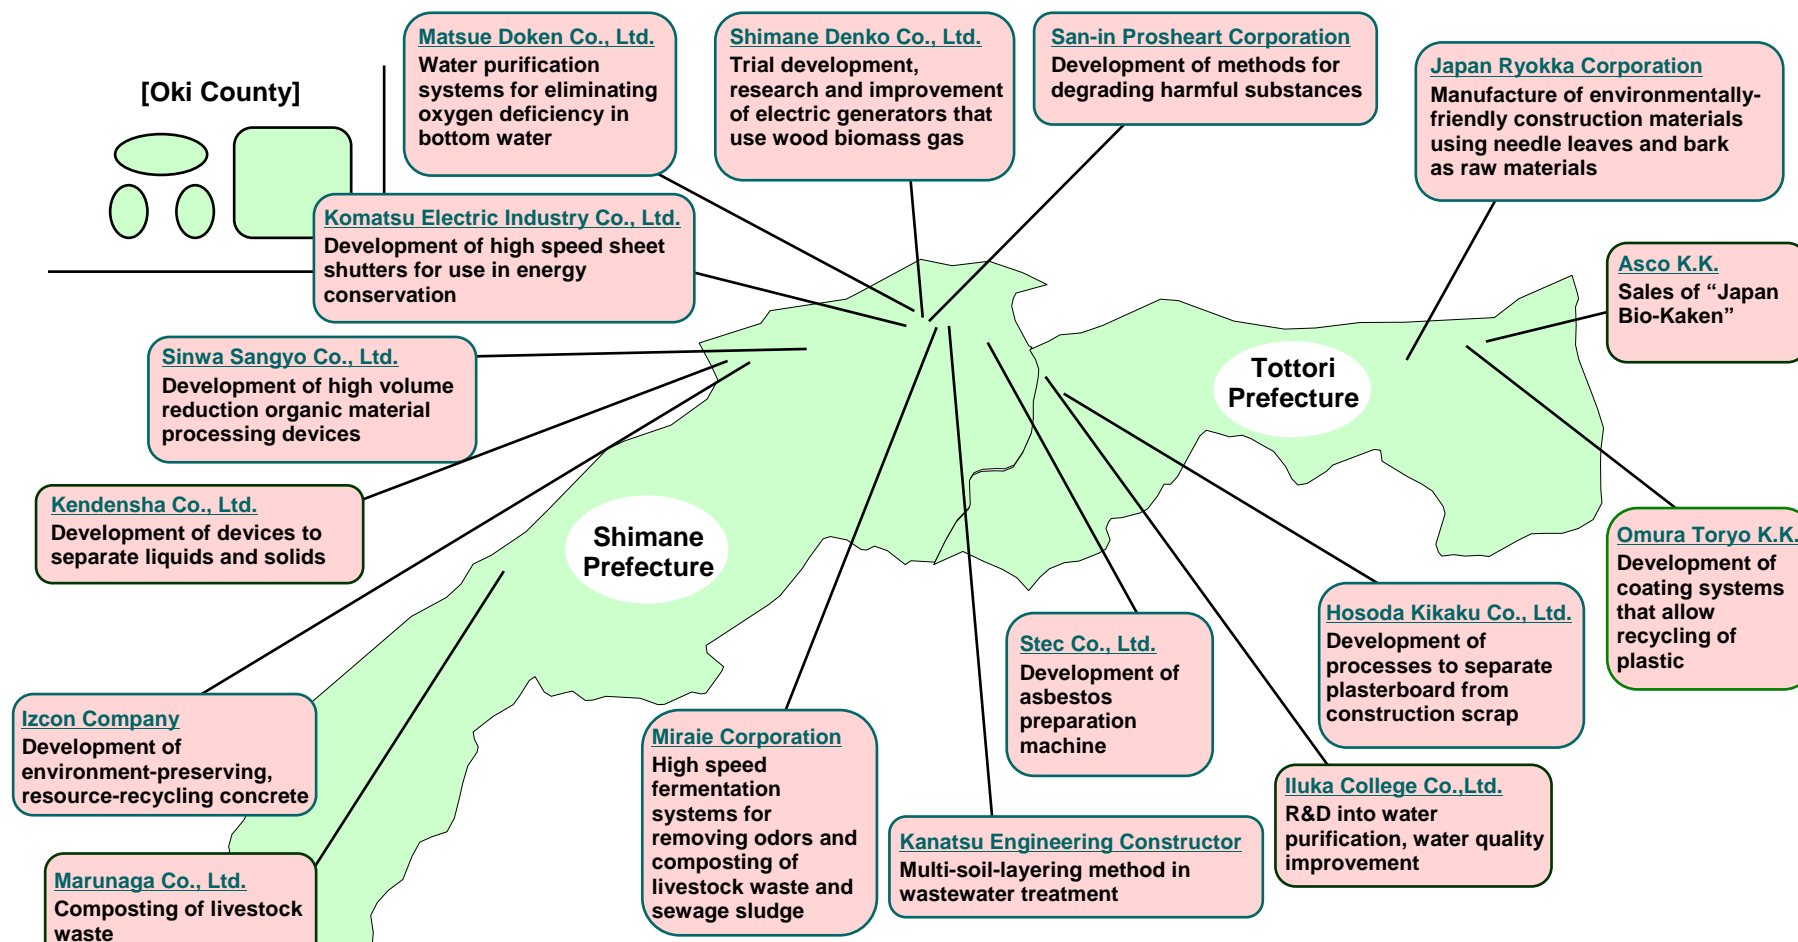 [Oki County]
Matsue Doken Co., Ltd.
Water purification
systems for eliminating
oxygen deficiency in
bottom water
Shimane Denko Co., Ltd.
Trial development,
research and improvement
of electric generators that
use wood biomass gas
San-in Prosheart Corporation
Development of methods for
degrading harmful substances
Japan Ryokka Corporation
Manufacture of environmentally-
friendly construction materials
using needle leaves and bark
as raw materials
Komatsu Electric Industry Co., Ltd.
Development of high speed sheet
shutters for use in energy
conservation
Asco K.K.
Sales of “Japan
Bio-Kaken”
Sinwa Sangyo Co., Ltd.
Development of high volume
reduction organic material
processing devices
Tottori
Prefecture
Kendensha Co., Ltd.
Development of devices to
separate liquids and solids
Shimane
Prefecture
Omura Toryo K.K.
Development of
coating systems
that allow
recycling of
plastic
Hosoda Kikaku Co., Ltd.
Development of
processes to separate
plasterboard from
construction scrap
Stec Co., Ltd.
Development of
asbestos
preparation
machine
Izcon Company
Development of
environment-preserving,
resource-recycling concrete
Miraie Corporation
High speed
fermentation
systems for
removing odors and
composting of
livestock waste and
sewage sludge
Iluka College Co.,Ltd.
R&D into water
purification, water quality
improvement
Kanatsu Engineering Constructor
Multi-soil-layering method in
wastewater treatment
Marunaga Co., Ltd.
Composting of livestock
waste